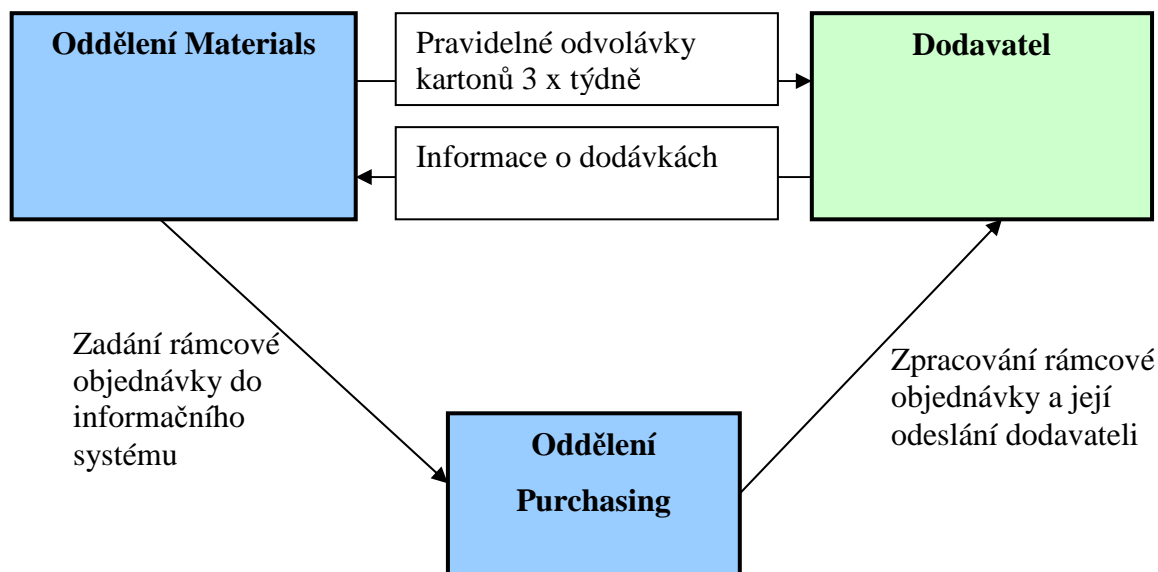 Oddělení Materials
Pravidelné odvolávky
kartonů 3 x týdně
Dodavatel
Informace o dodávkách
Zadání rámcové
objednávky do
informačního
systému
Zpracování rámcové
objednávky a její
odeslání dodavateli
Oddělení
Purchasing